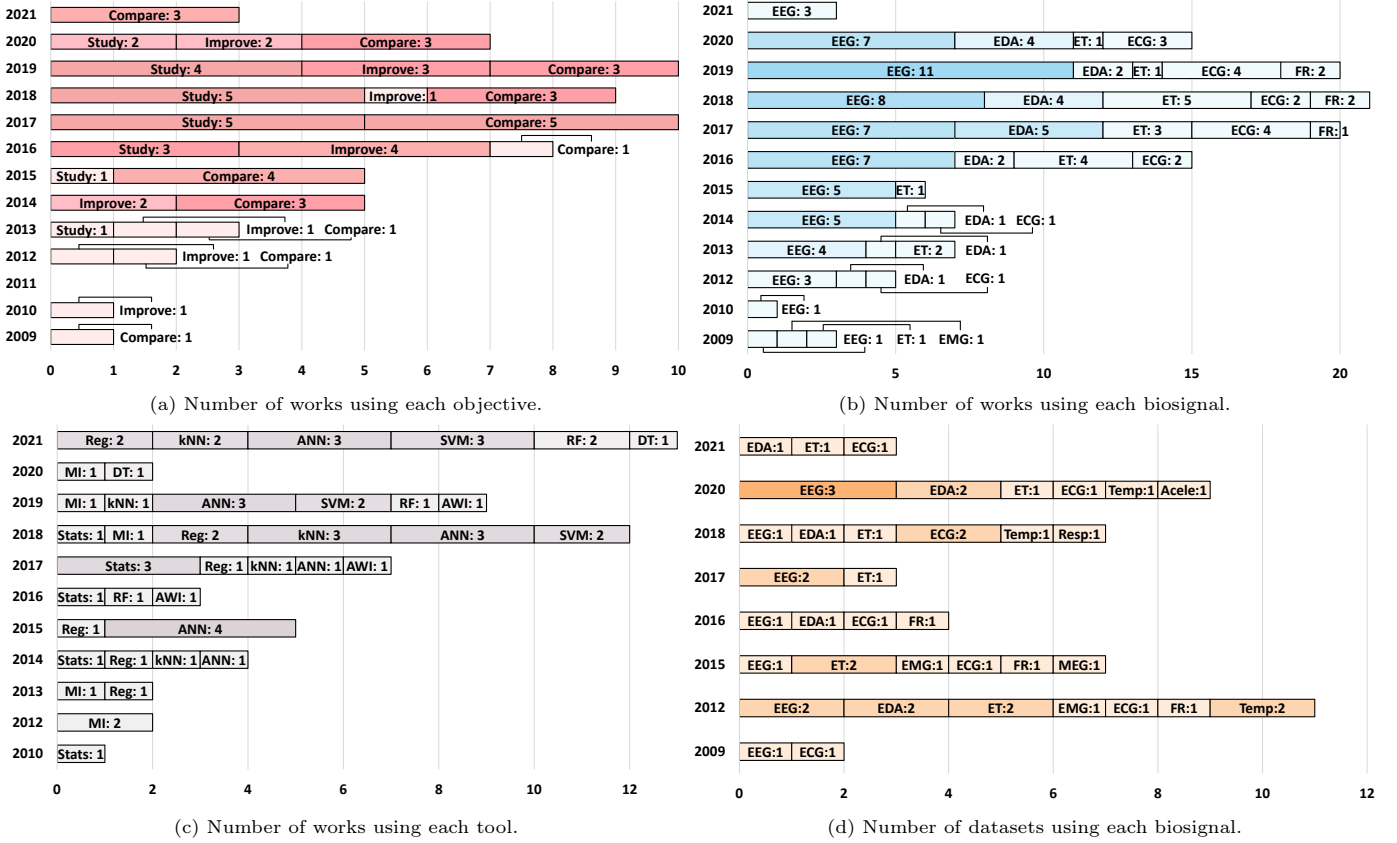 2021 Compare: 3
2020 Study: 2 Improve: 2 Compare: 3
2019 Study: 4 Improve: 3 Compare: 3
2018 Study: 5 Improve: 1 Compare: 3
2017 Study: 5 Compare: 5
2016 Study: 3 Improve: 4 Compare: 1
2015 Study: 1 Compare: 4
2014 Improve: 2 Compare: 3
2013 Study: 1 Improve: 1 Compare: 1
2012 Improve: 1 Compare: 1
2011
2010 Improve: 1
2009 Compare: 1
0 1 2 3 4 5 6 7 8 9 10
(a) Number of works using each objective.
2021 EEG: 3
2020 EEG: 7 EDA: 4 ET: 1 ECG: 3
2019 EEG: 11 EDA: 2 ET: 1 ECG: 4 FR: 2
2018 EEG: 8 EDA: 4 ET: 5 ECG: 2 FR: 2
2017 EEG: 7 EDA: 5 ET: 3 ECG: 4 FR: 1
2016 EEG: 7 EDA: 2 ET: 4 ECG: 2
2015 EEG: 5 ET: 1
2014 EEG: 5 EDA: 1 ECG: 1
2013 EEG: 4 ET: 2 EDA: 1
2012 EEG: 3 EDA: 1 ECG: 1
2010 EEG: 1
2009 EEG: 1 ET: 1 EMG: 1
0 5 10 15 20
(b) Number of works using each biosignal.
2021 Reg: 2 kNN: 2 ANN: 3 SVM: 3 RF: 2 DT: 1
2020 MI: 1 DT: 1
2019 MI: 1 kNN: 1 ANN: 3 SVM: 2 RF: 1 AWI: 1
2018 Stats: 1 MI: 1 Reg: 2 kNN: 3 ANN: 3 SVM: 2
2017 Stats: 3 Reg: 1 kNN: 1 ANN: 1 AWI: 1
2016 Stats: 1 RF: 1 AWI: 1
2015 Reg: 1 ANN: 4
2014 Stats: 1 Reg: 1 kNN: 1 ANN: 1
2013 MI: 1 Reg: 1
2012 MI: 2
2010 Stats: 1
0 2 4 6 8 10 12
(c) Number of works using each tool.
2021 EDA:1 ET:1 ECG:1
2020 EEG:3 EDA:2 ET:1 ECG:1 Temp:1 Acele:1
2018 EEG:1 EDA:1 ET:1 ECG:2 Temp:1 Resp:1
2017 EEG:2 ET:1
2016 EEG:1 EDA:1 ECG:1 FR:1
2015 EEG:1 ET:2 EMG:1 ECG:1 FR:1 MEG:1
2012 EEG:2 EDA:2 ET:2 EMG:1 ECG:1 FR:1 Temp:2
2009 EEG:1 ECG:1
0 2 4 6 8 10 12
(d) Number of datasets using each biosignal.